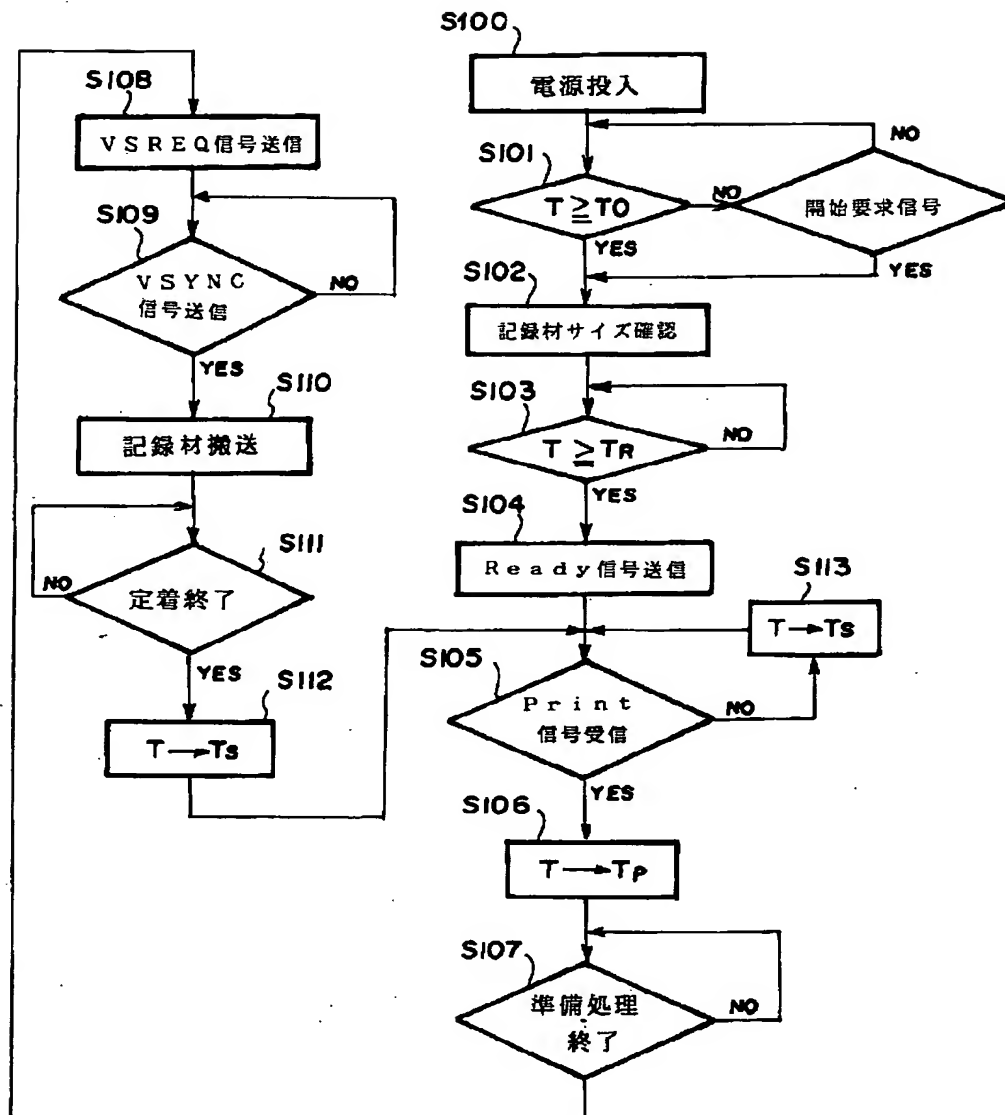 S100
電源投入
S101
T ≧ T0
NO
YES
開始要求信号
NO
YES
S102
記録材サイズ確認
S103
T ≧ TR
NO
YES
S104
Ready信号送信
S105
Print
信号受信
NO
YES
S113
T→TS
S106
T→TP
S107
準備処理
終了
NO
S108
VSREQ信号送信
S109
VSYNC
信号送信
NO
YES
S110
記録材搬送
S111
定着終了
NO
YES
S112
T→TS